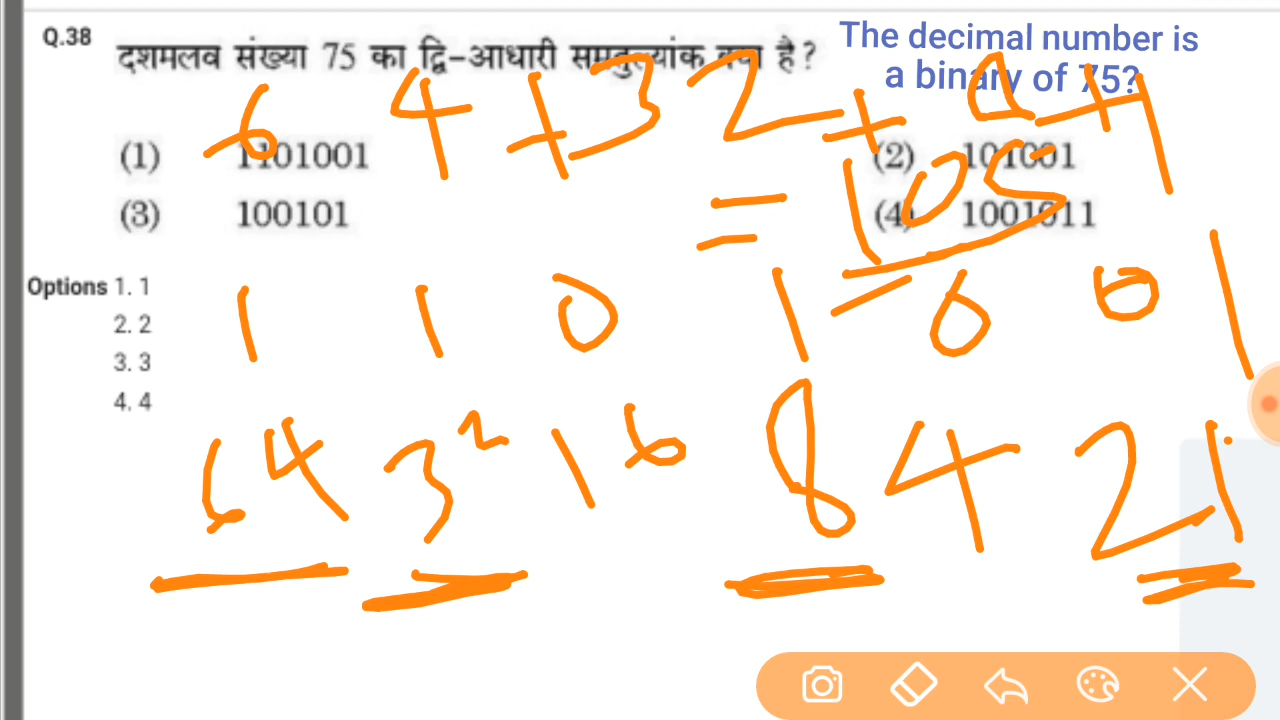 Q.38 दशमलव संख्या 75 का द्वि-आधारी समतुल्यांक क्या है?
The decimal number is
a binary of 75?
64+32+8+1
(1) 1101001 (2) 101001
= 105
(3) 100101 (4) 1001011
Options 1. 1
2. 2
3. 3
4. 4
1 1 0 1 0 0 1
64 32 16 8 4 2 1